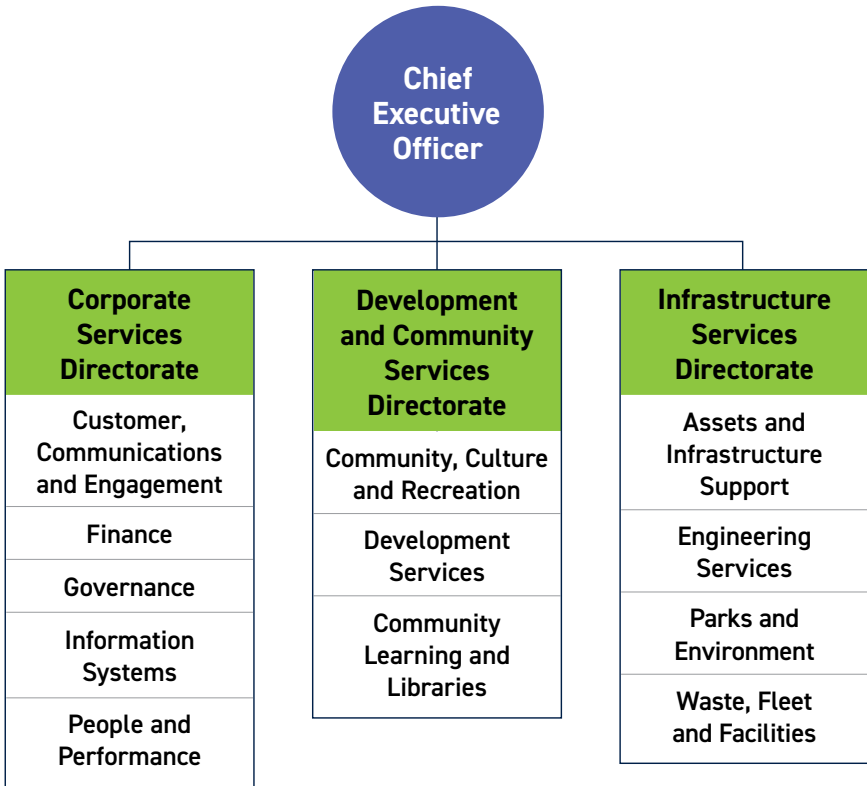 Chief
Executive
Officer
Corporate
Services
Directorate
Customer,
Communications
and Engagement
Finance
Governance
Information
Systems
People and
Performance
Development
and Community
Services
Directorate
Community, Culture
and Recreation
Development
Services
Community
Learning and
Libraries
Infrastructure
Services
Directorate
Assets and
Infrastructure
Support
Engineering
Services
Parks and
Environment
Waste, Fleet
and Facilities